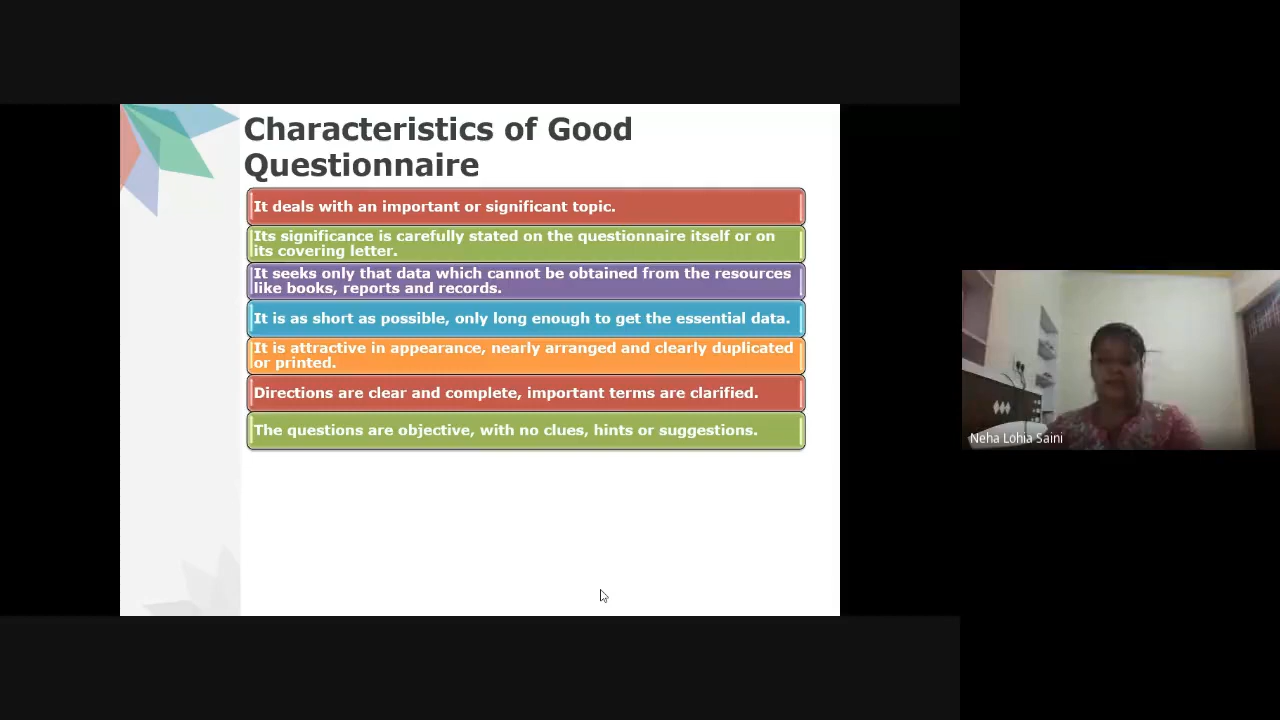 Characteristics of Good
Questionnaire
It deals with an important or significant topic.
Its significance is carefully stated on the questionnaire itself or on
its covering letter.
It seeks only that data which cannot be obtained from the resources
like books, reports and records.
It is as short as possible, only long enough to get the essential data.
It is attractive in appearance, nearly arranged and clearly duplicated
or printed.
Directions are clear and complete, important terms are clarified.
The questions are objective, with no clues, hints or suggestions.
Neha Lohia Saini